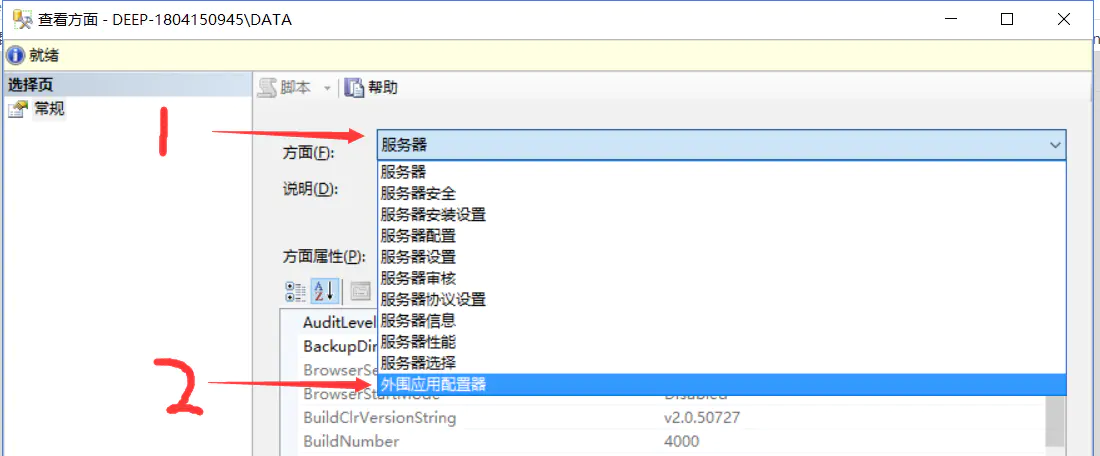 查看方面 - DEEP-1804150945\DATA
就绪
选择页
常规
脚本
帮助
1
方面(F):
服务器
说明(D):
服务器
服务器安全
服务器安装设置
服务器配置
服务器设置
服务器审核
服务器协议设置
服务器信息
服务器性能
服务器选择
外围应用配置器
方面属性(P):
2
AuditLevel
BackupDir
BrowserSe
BrowserStartMode Disabled
BuildClrVersionString v2.0.50727
BuildNumber 4000